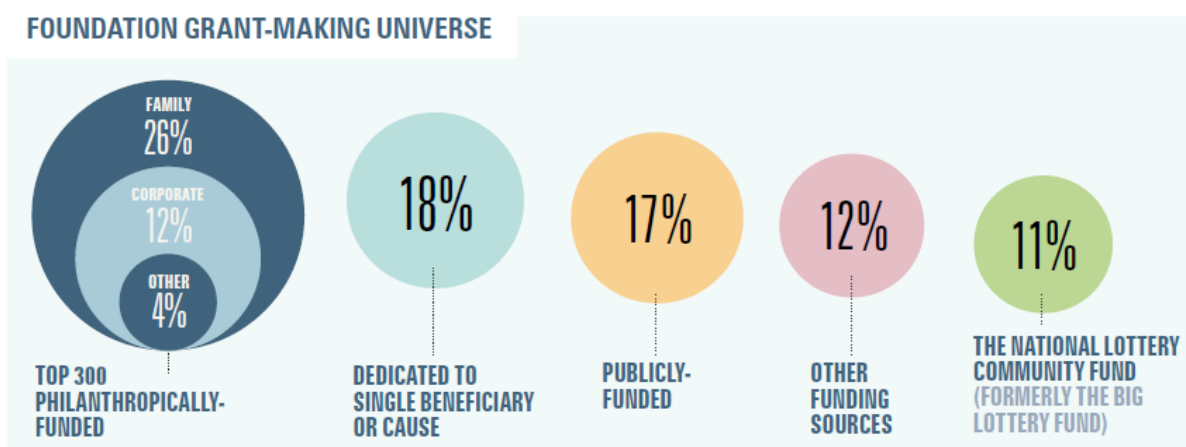 FOUNDATION GRANT-MAKING UNIVERSE
FAMILY
26%
CORPORATE
12%
OTHER
4%
TOP 300
PHILANTHROPICALLY-
FUNDED
18%
DEDICATED TO
SINGLE BENEFICIARY
OR CAUSE
17%
PUBLICLY-
FUNDED
12%
OTHER
FUNDING
SOURCES
11%
THE NATIONAL LOTTERY
COMMUNITY FUND
(FORMERLY THE BIG
LOTTERY FUND)